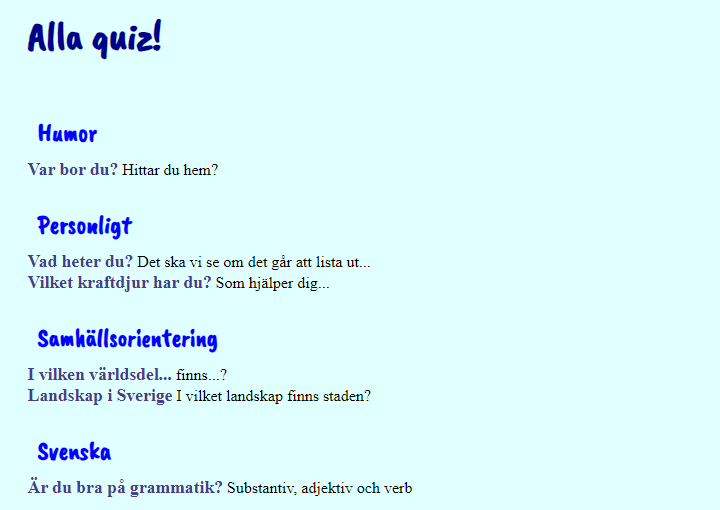 Alla quiz!
Humor
Var bor du? Hittar du hem?
Personligt
Vad heter du? Det ska vi se om det går att lista ut...
Vilket kraftdjur har du? Som hjälper dig...
Samhällsorientering
I vilken världsdel... finns...?
Landskap i Sverige I vilket landskap finns staden?
Svenska
Är du bra på grammatik? Substantiv, adjektiv och verb